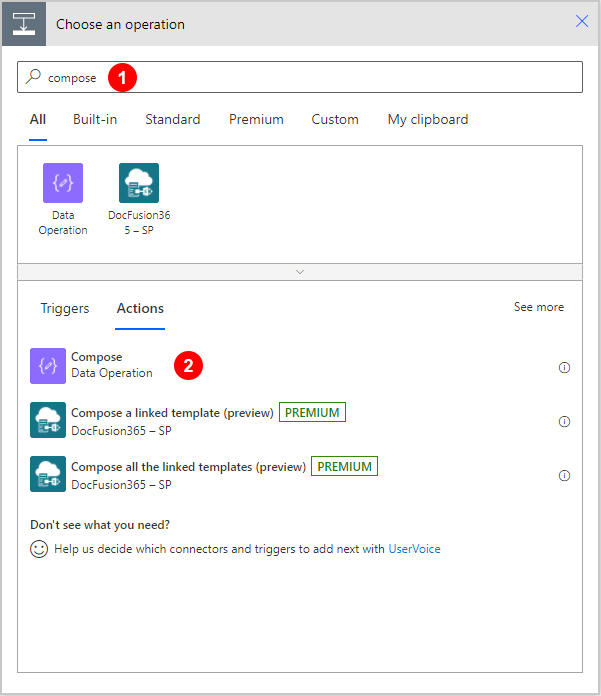 Choose an operation
compose
1
All Built-in Standard Premium Custom My clipboard
Data
Operation
DocFusion36
5 – SP
Triggers Actions See more
Compose
Data Operation
2
Compose a linked template (preview) PREMIUM
DocFusion365 – SP
Compose all the linked templates (preview) PREMIUM
DocFusion365 – SP
Don't see what you need?
Help us decide which connectors and triggers to add next with UserVoice